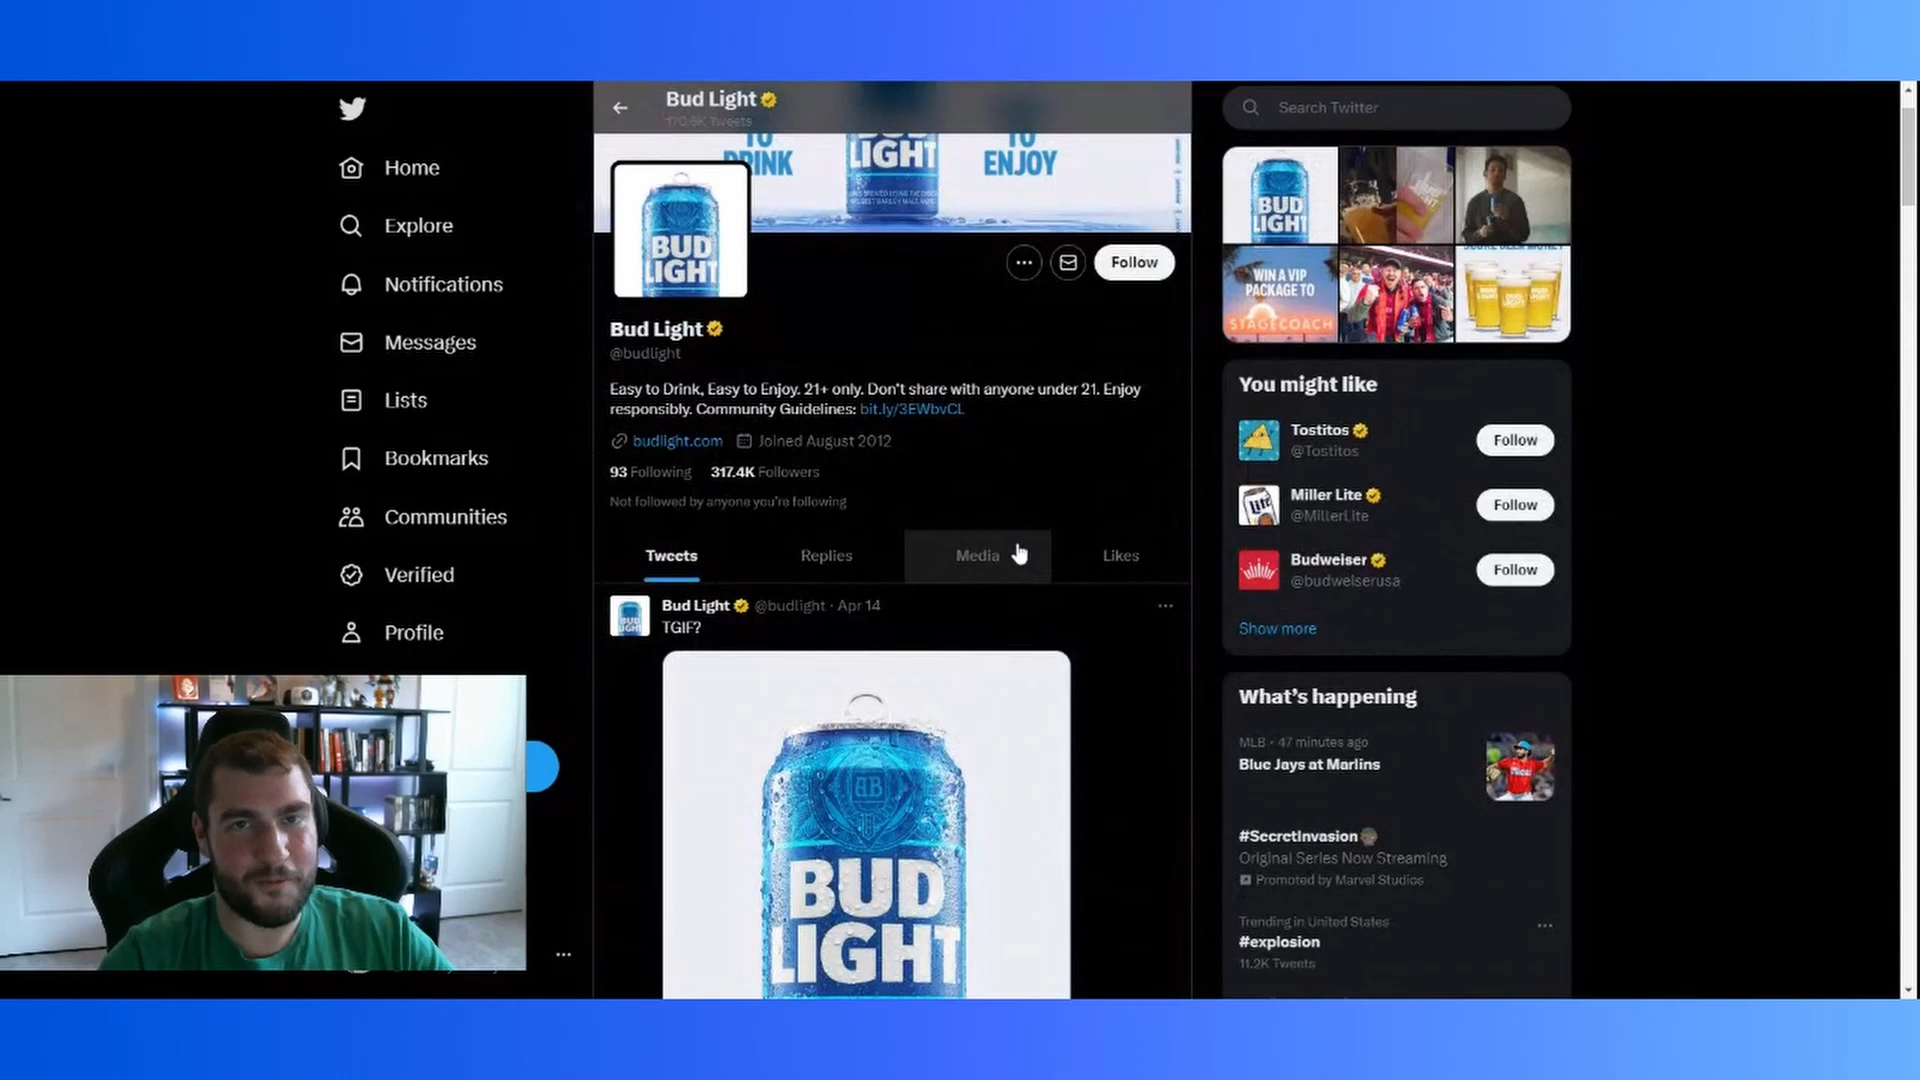 Home
Explore
Notifications
Messages
Lists
Bookmarks
Communities
Verified
Profile
Bud Light
Tweets
TO
DRINK
LIGHT
TO
ENJOY
BUD
LIGHT
Follow
Bud Light
@budlight
Easy to Drink, Easy to Enjoy. 21+ only. Don't share with anyone under 21. Enjoy
responsibly. Community Guidelines: bit.ly/3EWbvCL
budlight.com Joined August 2012
93 Following 317.4K Followers
Not followed by anyone you're following
Tweets Replies Media Likes
Bud Light @budlight · Apr 14
TGIF?
BUD
LIGHT
Search Twitter
BUD
LIGHT
WIN A VIP
PACKAGE TO
STAGECOACH
You might like
Tostitos
@Tostitos
Follow
Miller Lite
@MillerLite
Follow
Budweiser
@budweiserusa
Follow
Show more
What's happening
MLB · 47 minutes ago
Blue Jays at Marlins
#SecretInvasion
Original Series Now Streaming
Promoted by Marvel Studios
Trending in United States
#explosion
11.2K Tweets